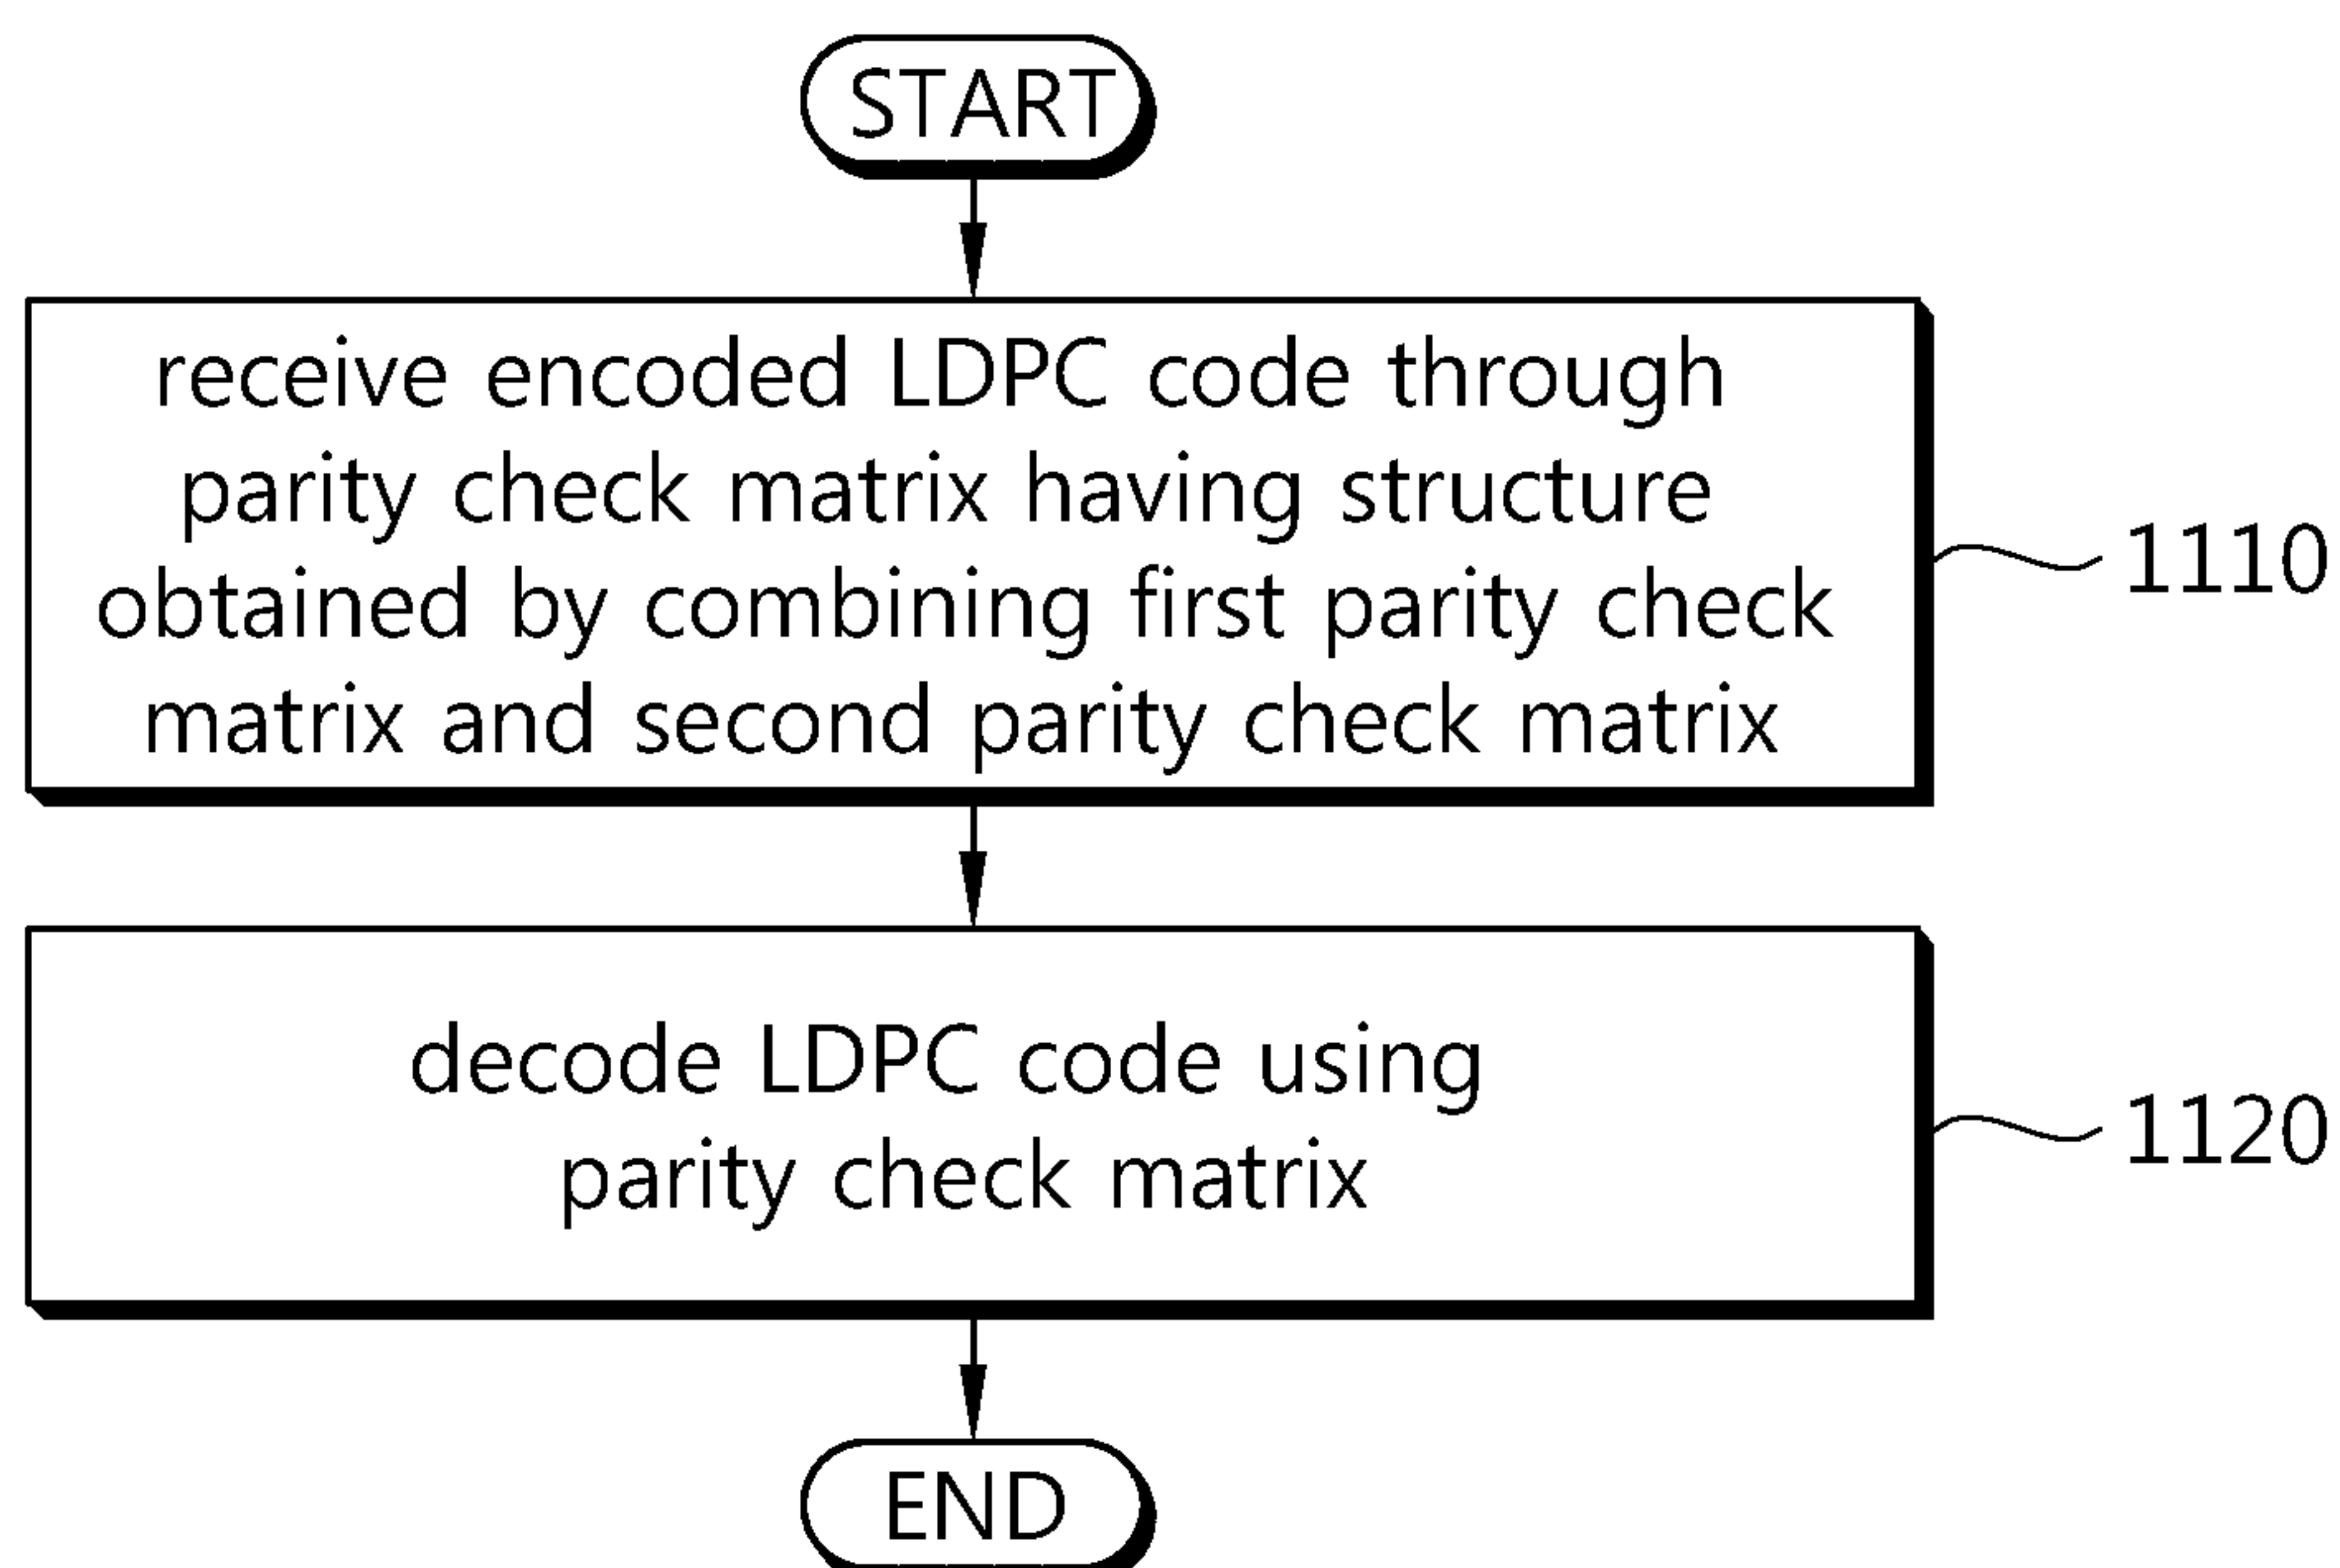 START
receive encoded LDPC code through
parity check matrix having structure
obtained by combining first parity check
matrix and second parity check matrix
1110
decode LDPC code using
parity check matrix
1120
END